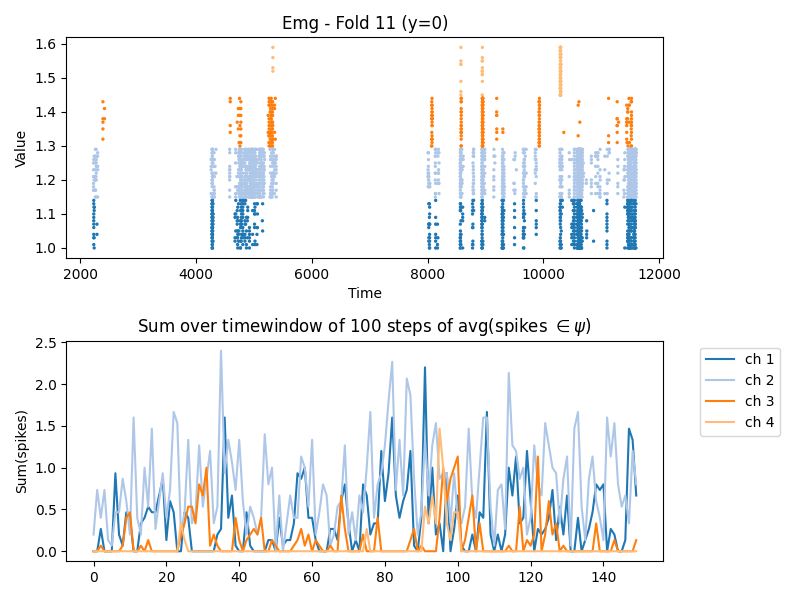 Emg - Fold 11 (y=0)
1.6
1.5
1.4
1.3
1.2
1.1
1.0
Value
2000 4000 6000 8000 10000 12000
Time
Sum over timewindow of 100 steps of avg(spikes ∈ ψ)
2.5
2.0
1.5
1.0
0.5
0.0
Sum(spikes)
0 20 40 60 80 100 120 140
ch 1
ch 2
ch 3
ch 4